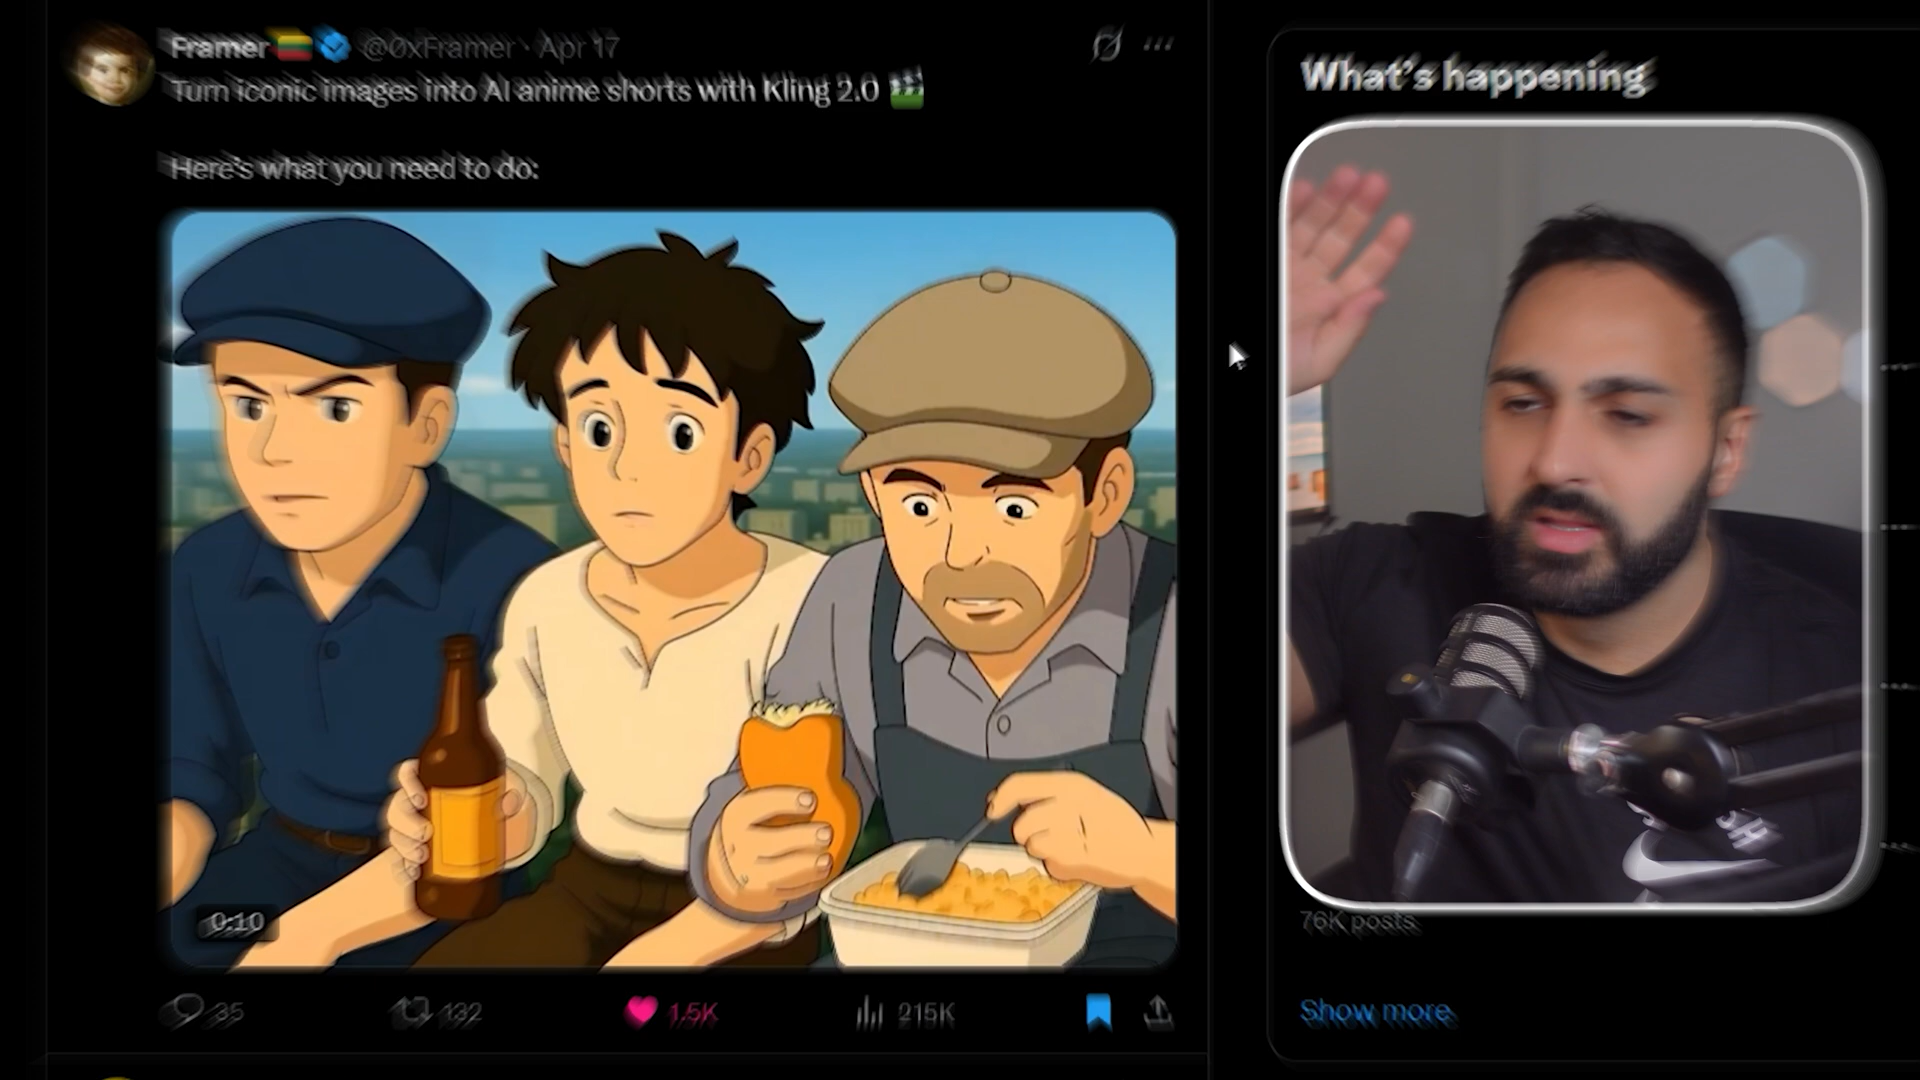 Framer @0xFramer · Apr 17
Turn iconic images into AI anime shorts with Kling 2.0
Here's what you need to do:
0:10
35 132 1.5K 215K
What's happening
76K posts
Show more